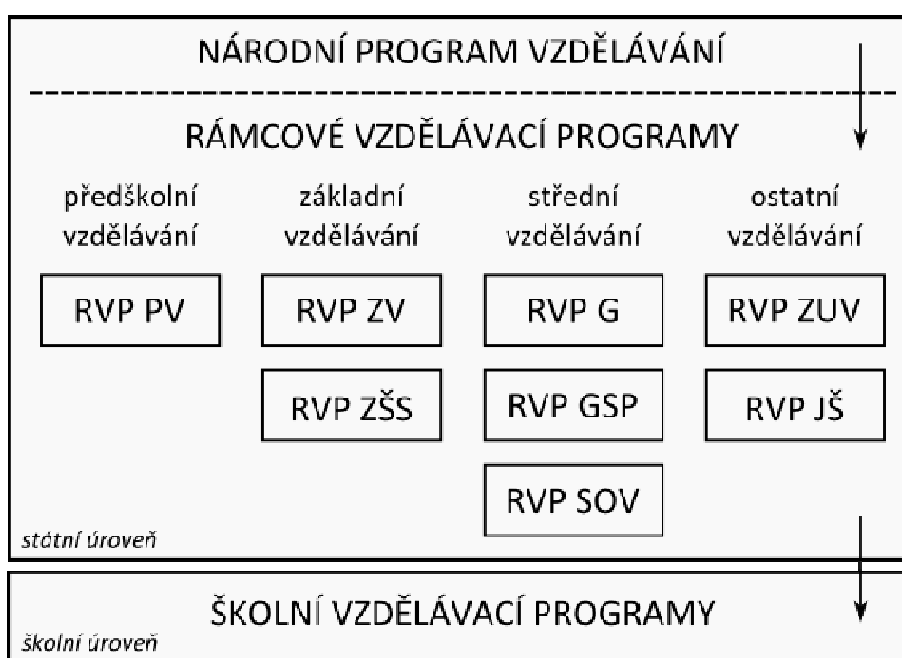 NÁRODNÍ PROGRAM VZDĚLÁVÁNÍ
RÁMCOVÉ VZDĚLÁVACÍ PROGRAMY
předškolní vzdělávání
základní vzdělávání
střední vzdělávání
ostatní vzdělávání
RVP PV
RVP ZV
RVP G
RVP ZUV
RVP ZŠS
RVP GSP
RVP JŠ
RVP SOV
státní úroveň
ŠKOLNÍ VZDĚLÁVACÍ PROGRAMY
školní úroveň